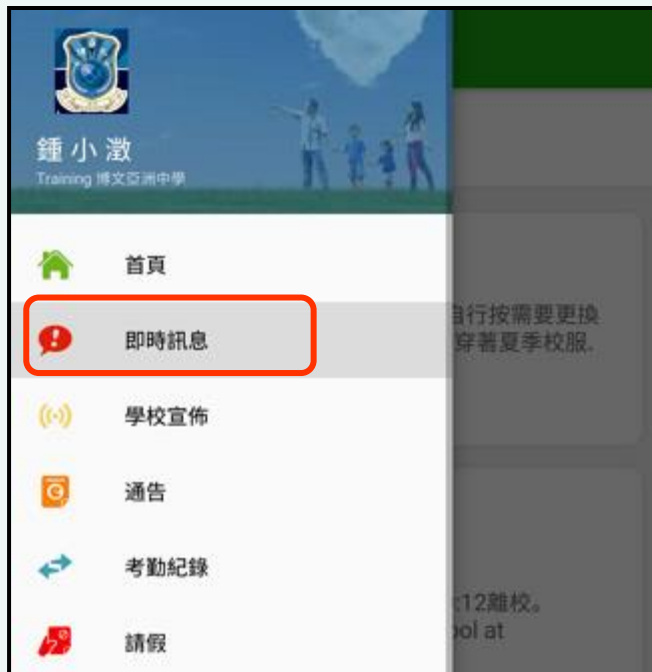 鍾小澂
Training 博文亞洲中學
首頁
即時訊息
自行按需要更換
穿著夏季校服.
學校宣佈
通告
考勤紀錄
:12離校。
ool at
請假